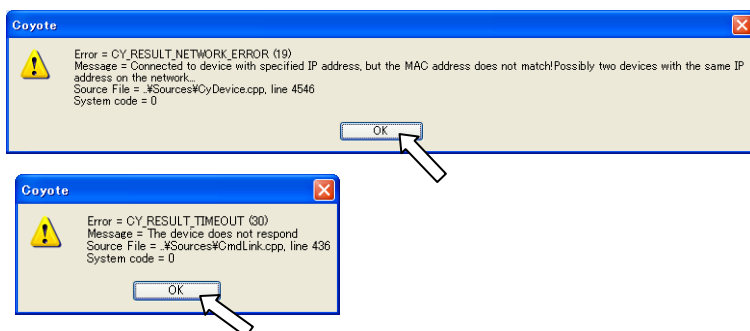 Coyote
Error = CY_RESULT_NETWORK_ERROR (19)
Message = Connected to device with specified IP address, but the MAC address does not match!Possibly two devices with the same IP
address on the network...
Source File = ..¥Sources¥CyDevice.cpp, line 4546
System code = 0
OK
Coyote
Error = CY_RESULT_TIMEOUT (30)
Message = The device does not respond
Source File = ..¥Sources¥CmdLink.cpp, line 436
System code = 0
OK